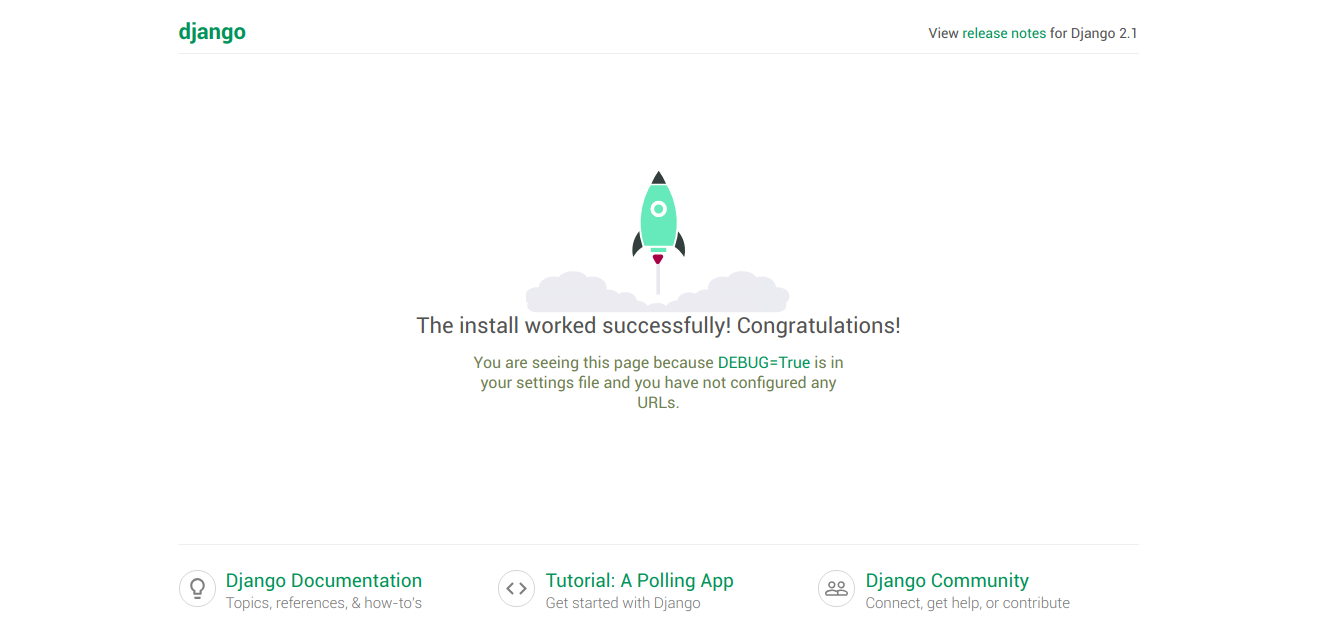 django
View release notes for Django 2.1
The install worked successfully! Congratulations!
You are seeing this page because DEBUG=True is in
your settings file and you have not configured any
URLs.
Django Documentation
Topics, references, & how-to's
Tutorial: A Polling App
Get started with Django
Django Community
Connect, get help, or contribute